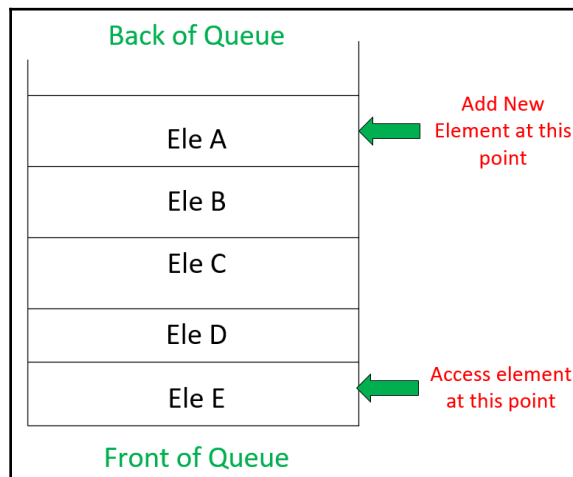 Back of Queue
Add New
Element at this
point
Ele A
Ele B
Ele C
Ele D
Access element
at this point
Ele E
Front of Queue